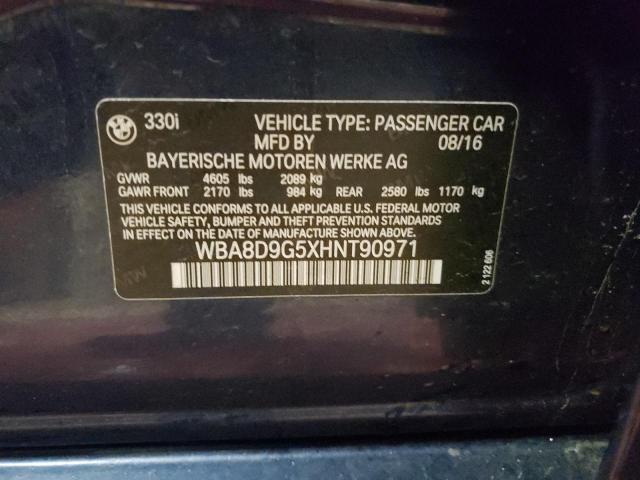 330i VEHICLE TYPE: PASSENGER CAR
MFD BY 08/16
BAYERISCHE MOTOREN WERKE AG
GVWR 4605 lbs 2089 kg
GAWR FRONT 2170 lbs 984 kg REAR 2580 lbs 1170 kg
THIS VEHICLE CONFORMS TO ALL APPLICABLE U.S. FEDERAL MOTOR
VEHICLE SAFETY, BUMPER AND THEFT PREVENTION STANDARDS
IN EFFECT ON THE DATE OF MANUFACTURE SHOWN ABOVE.
WBA8D9G5XHNT90971
2 122 606